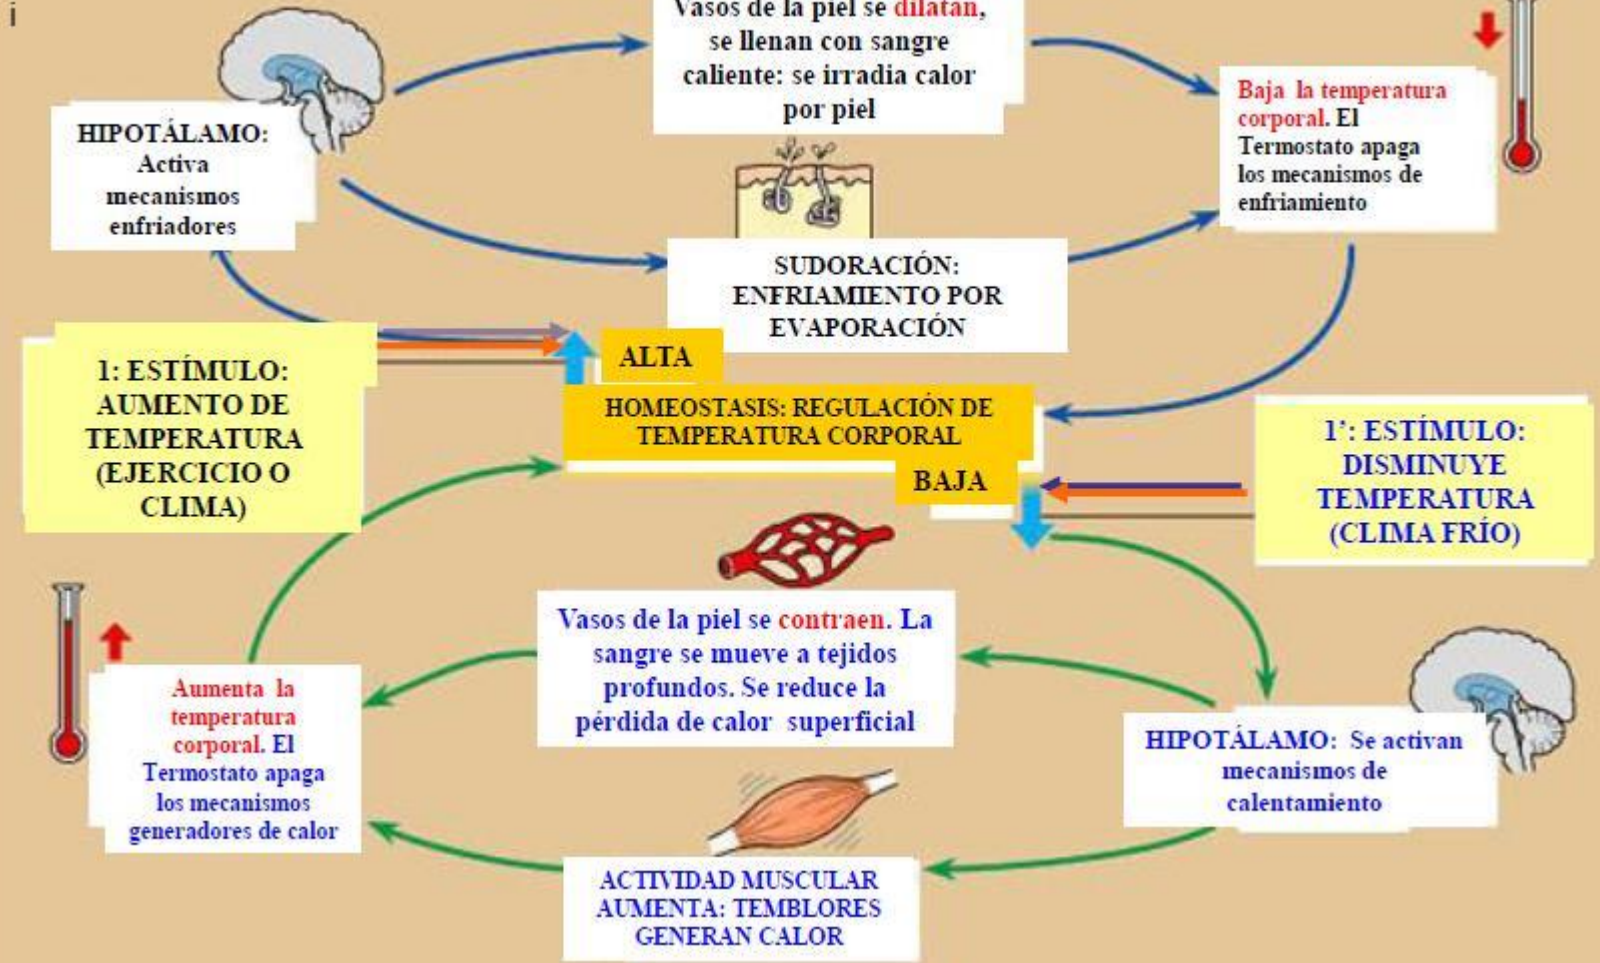 i
Vasos de la piel se dilatan,
se llenan con sangre
caliente: se irradia calor
por piel
HIPOTÁLAMO:
Activa
mecanismos
enfriadores
Baja la temperatura
corporal. El
Termostato apaga
los mecanismos de
enfriamiento
SUDORACIÓN:
ENFRIAMIENTO POR
EVAPORACIÓN
1: ESTÍMULO:
AUMENTO DE
TEMPERATURA
(EJERCICIO O
CLIMA)
ALTA
HOMEOSTASIS: REGULACIÓN DE
TEMPERATURA CORPORAL
BAJA
1’: ESTÍMULO:
DISMINUYE
TEMPERATURA
(CLIMA FRÍO)
Vasos de la piel se contraen. La
sangre se mueve a tejidos
profundos. Se reduce la
pérdida de calor superficial
Aumenta la
temperatura
corporal. El
Termostato apaga
los mecanismos
generadores de calor
HIPOTÁLAMO: Se activan
mecanismos de
calentamiento
ACTIVIDAD MUSCULAR
AUMENTA: TEMBLORES
GENERAN CALOR